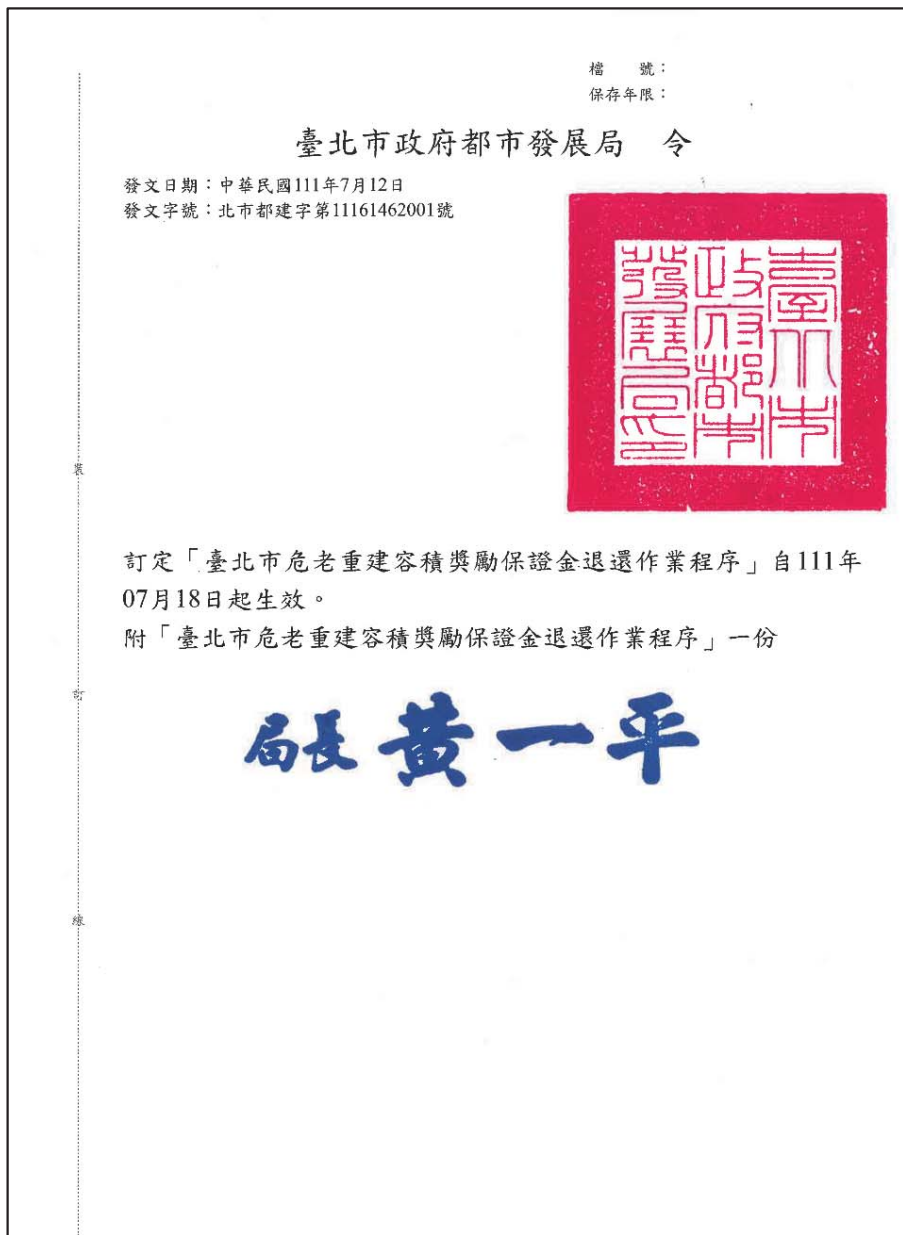 檔　　號：
保存年限：
臺北市政府都市發展局　令
發文日期：中華民國111年7月12日
發文字號：北市都建字第11161462001號
臺北市
政府都市
發展局印
裝
訂定「臺北市危老重建容積獎勵保證金退還作業程序」自111年
07月18日起生效。
附「臺北市危老重建容積獎勵保證金退還作業程序」一份
訂
局長 黃一平
線